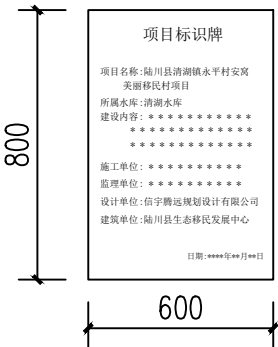 项目标识牌
项目名称:陆川县清湖镇永平村安窝
美丽移民村项目
所属水库:清湖水库
建设内容: * * * * * * * * * * *
* * * * * * * * * * * *
* * * * * * * * * * * *
施工单位: * * * * * * * * * *
监理单位: * * * * * * * * * *
设计单位:信宇腾远规划设计有限公司
建筑单位:陆川县生态移民发展中心
日期:****年**月**日
800
600